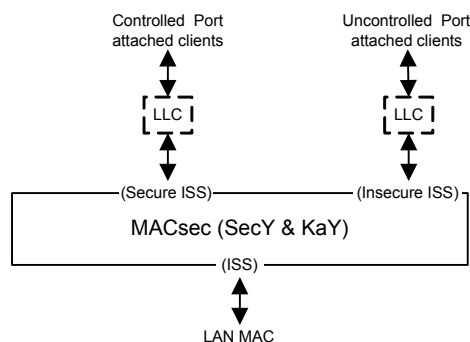 Controlled Port
attached clients
Uncontrolled Port
attached clients
LLC
LLC
(Secure ISS)
(Insecure ISS)
MACsec (SecY & KaY)
(ISS)
LAN MAC